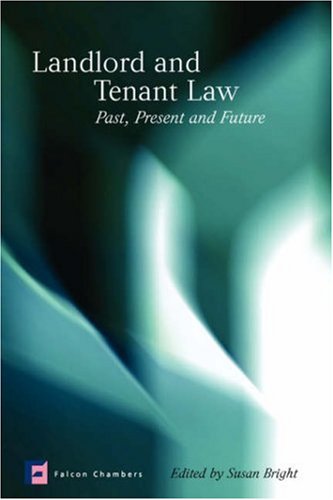 Landlord and
Tenant Law
Past, Present and Future
Falcon Chambers
Edited by Susan Bright